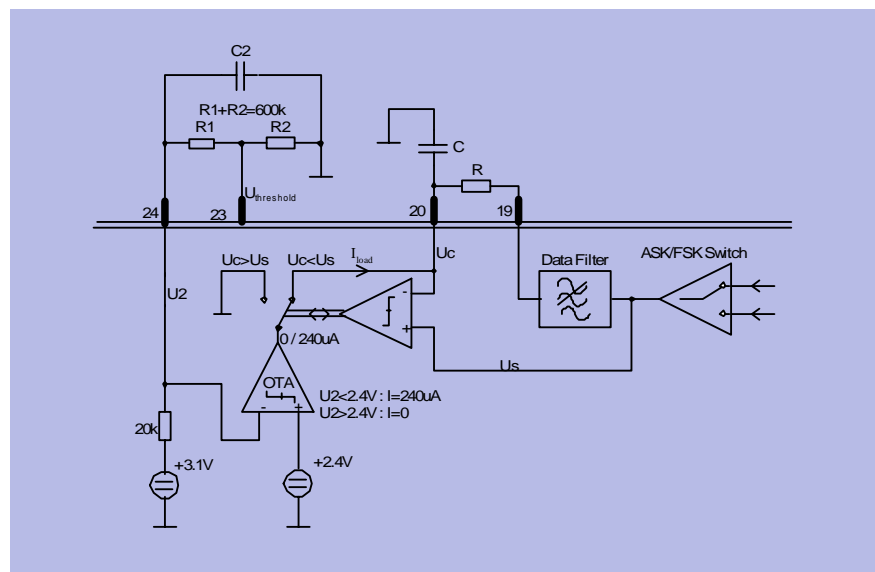 C2
R1+R2=600k
R1
R2
C
R
Uthreshold
24
23
20
19
Uc>Us
Uc<Us
Iload
Uc
Data Filter
ASK/FSK Switch
U2
-
+
0 / 240uA
Us
OTA
U2<2.4V : I=240uA
U2>2.4V : I=0
-
+
20k
+3.1V
+2.4V